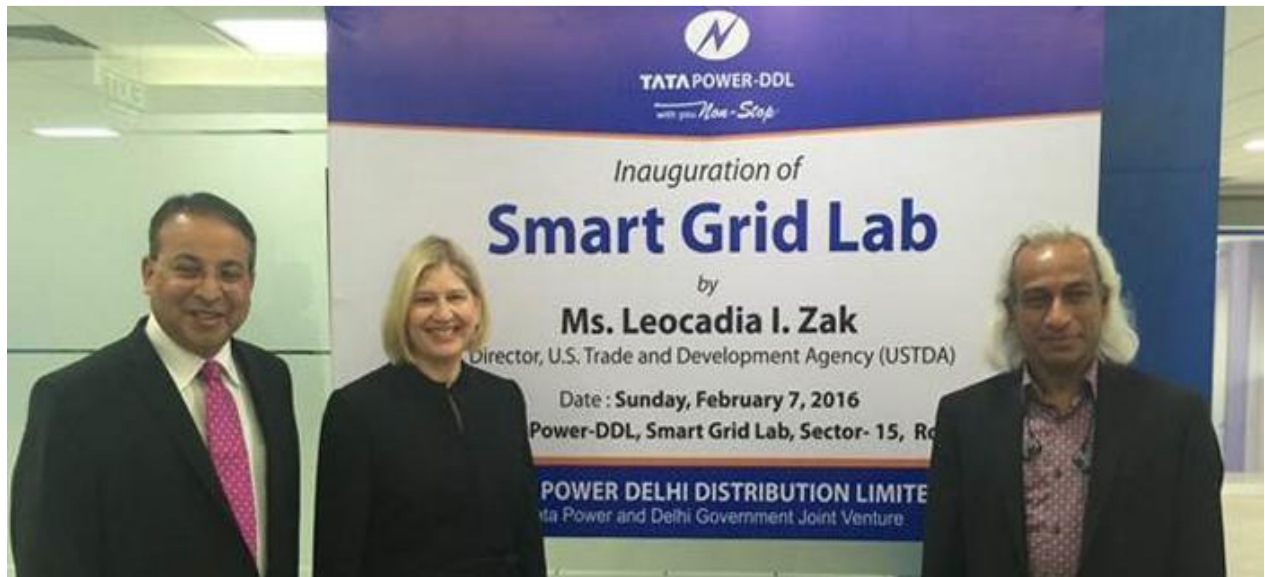 TATA POWER-DDL
with you Non-Stop
Inauguration of
Smart Grid Lab
by
Ms. Leocadia I. Zak
Director, U.S. Trade and Development Agency (USTDA)
Date : Sunday, February 7, 2016
Power-DDL, Smart Grid Lab, Sector- 15,
POWER DELHI DISTRIBUTION LIMITE
ta Power and Delhi Government Joint Venture